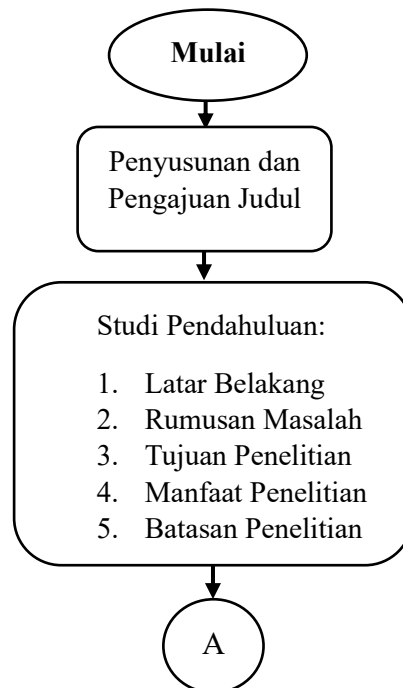 Mulai
Penyusunan dan
Pengajuan Judul
Studi Pendahuluan:
1. Latar Belakang
2. Rumusan Masalah
3. Tujuan Penelitian
4. Manfaat Penelitian
5. Batasan Penelitian
A